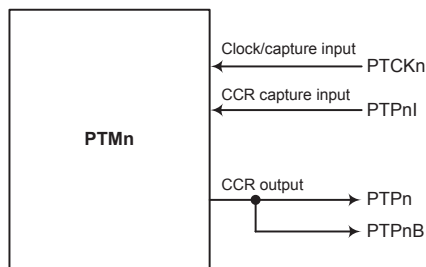 Clock/capture input
PTCKn
CCR capture input
PTPnI
PTMn
CCR output
PTPn
PTPnB